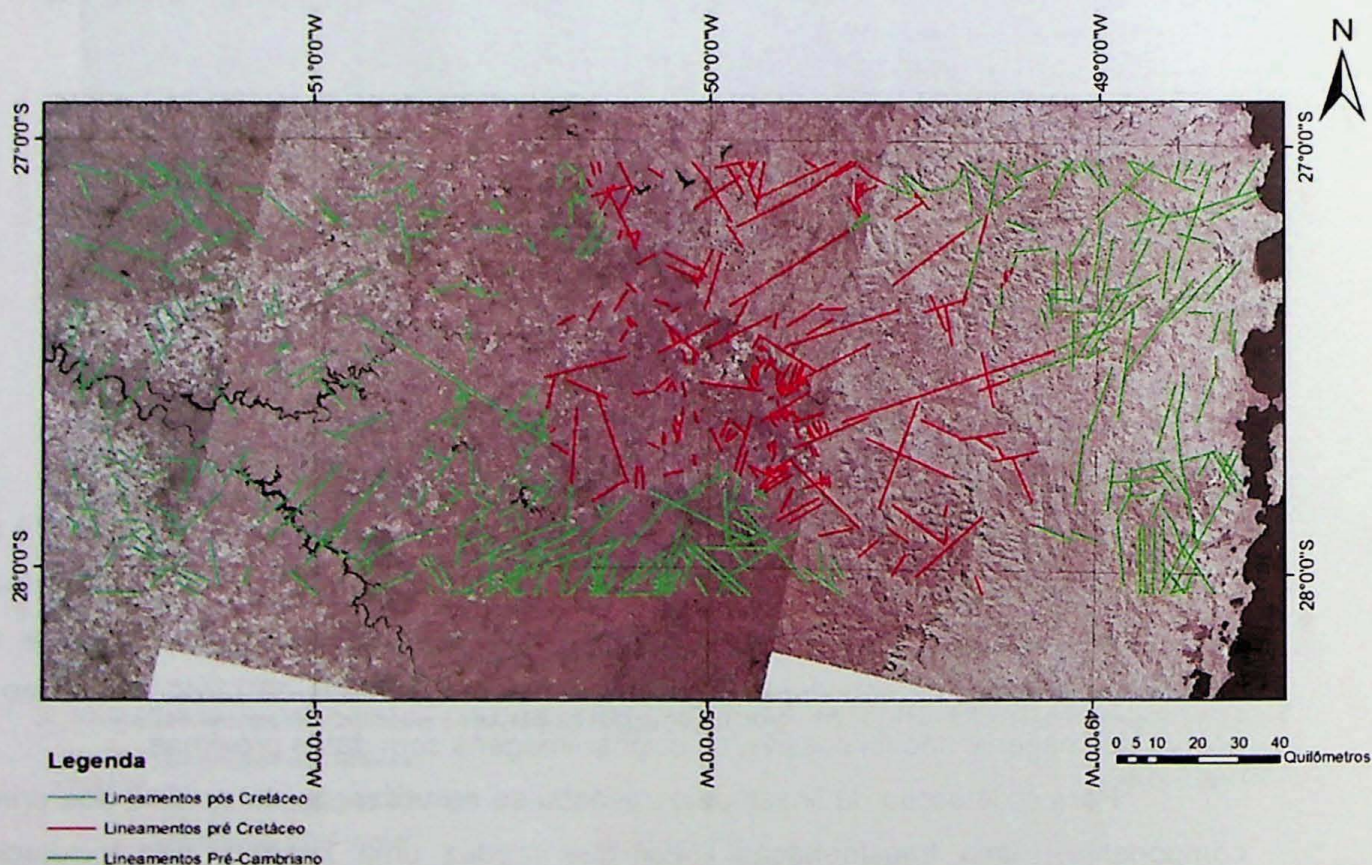 51°0'0"W
50°0'0"W
49°0'0"W
N
27°0'0"S
27°0'0"S
28°0'0"S
28°0'0"S
51°0'0"W
50°0'0"W
49°0'0"W
0 5 10 20 30 40
Quilômetros
Legenda
Lineamentos pós Cretáceo
Lineamentos pré Cretáceo
Lineamentos Pré-Cambriano